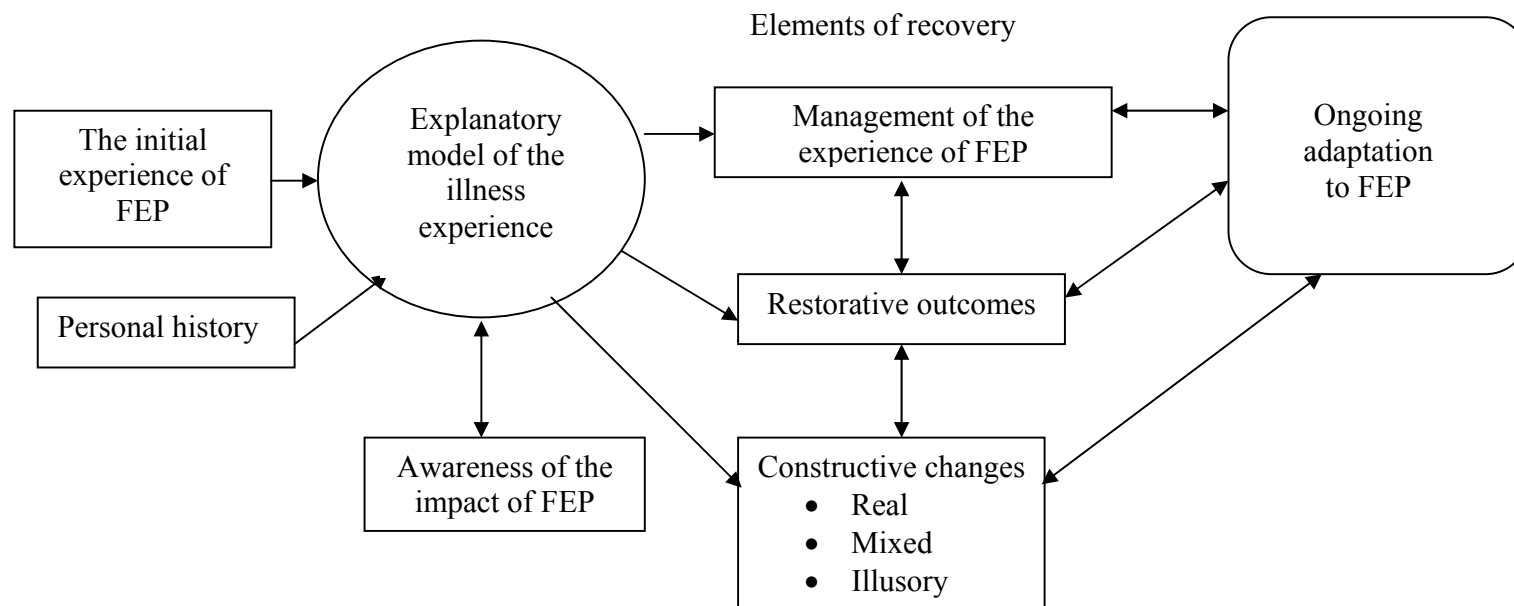 Elements of recovery
The initial
experience of
FEP
Personal history
Explanatory
model of the
illness
experience
Awareness of the
impact of FEP
Management of the
experience of FEP
Restorative outcomes
Constructive changes
• Real
• Mixed
• Illusory
Ongoing
adaptation
to FEP